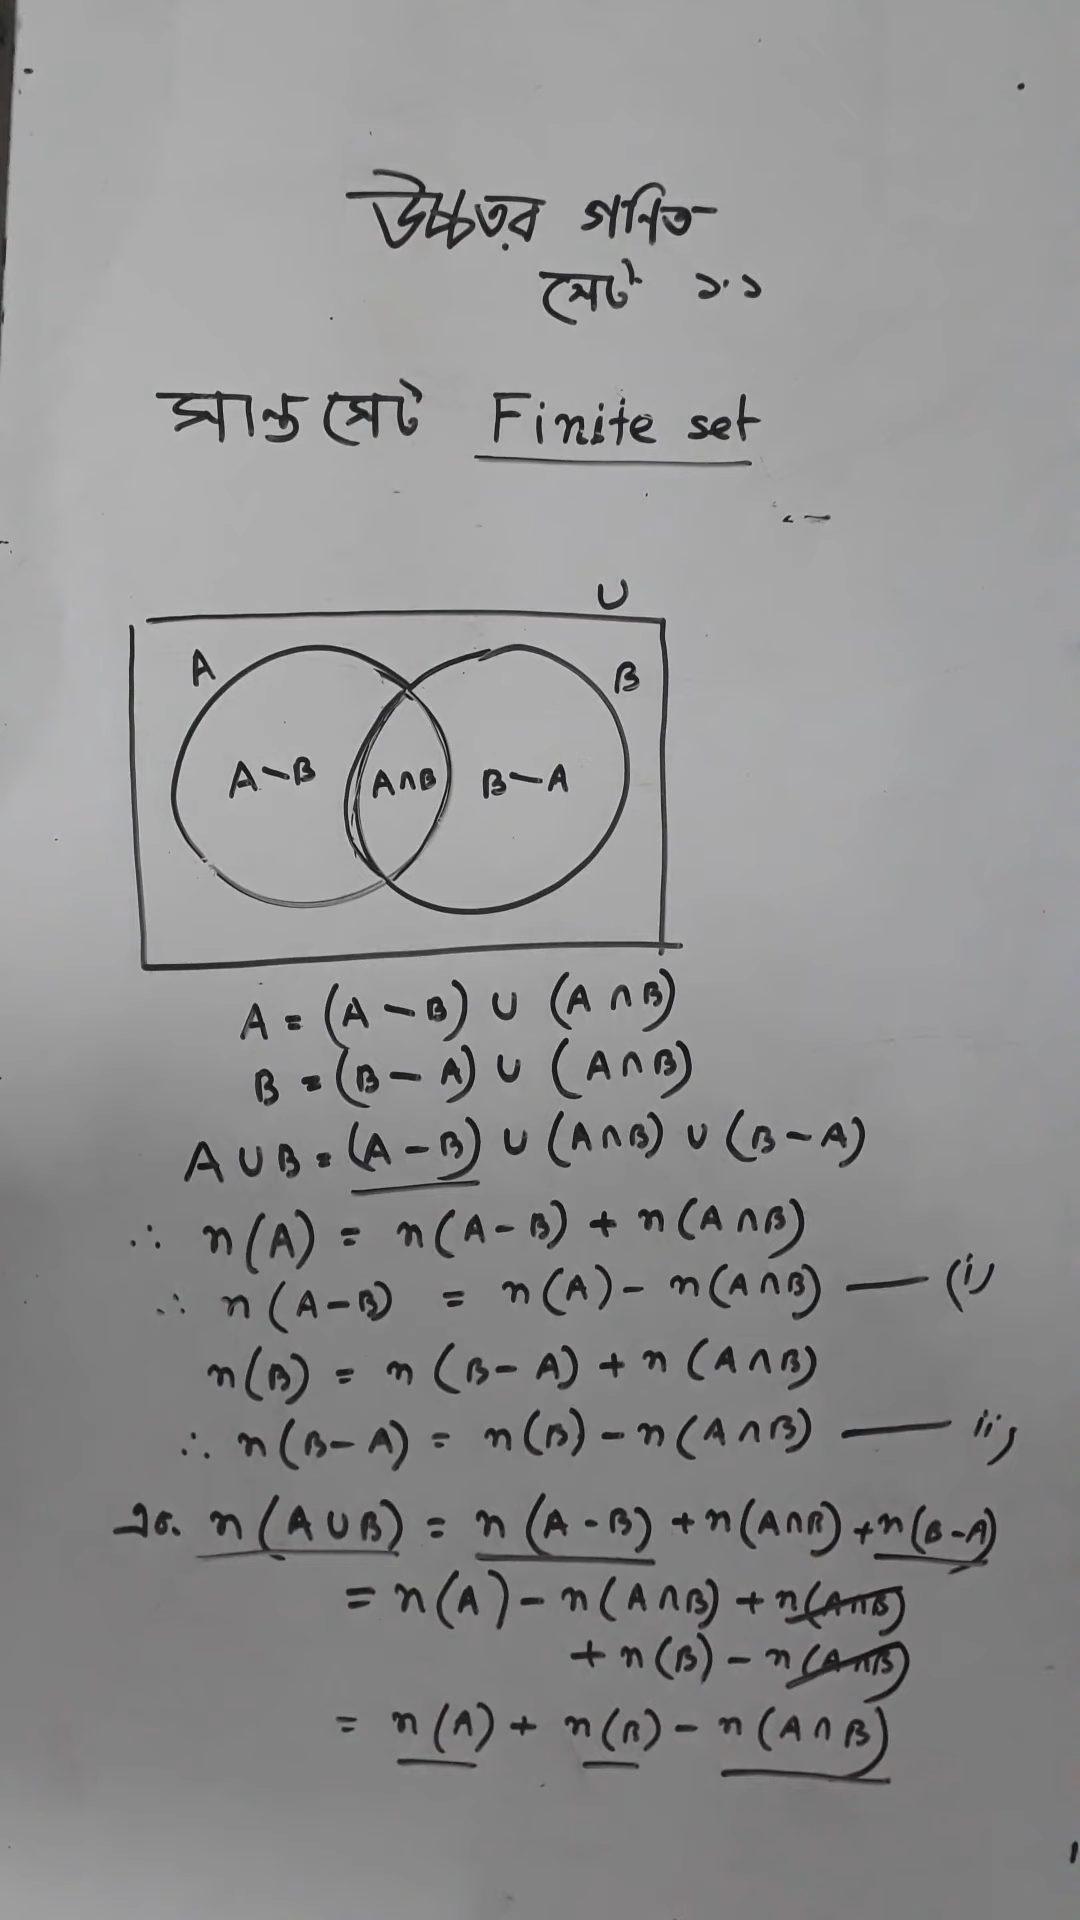 উচ্চতর গণিত
সেট ১.১
সান্ত সেট Finite set
U
A
B
A-B
A∩B
B-A
A = (A-B) ∪ (A∩B)
B = (B-A) ∪ (A∩B)
A∪B = (A-B) ∪ (A∩B) ∪ (B-A)
∴ n(A) = n(A-B) + n(A∩B)
∴ n(A-B) = n(A) - n(A∩B) — (i)
n(B) = n(B-A) + n(A∩B)
∴ n(B-A) = n(B) - n(A∩B) — ii)
n(A∪B) = n(A-B) + n(A∩B) + n(B-A)
= n(A) - n(A∩B) + n(A∩B)
+ n(B) - n(A∩B)
= n(A) + n(B) - n(A∩B)